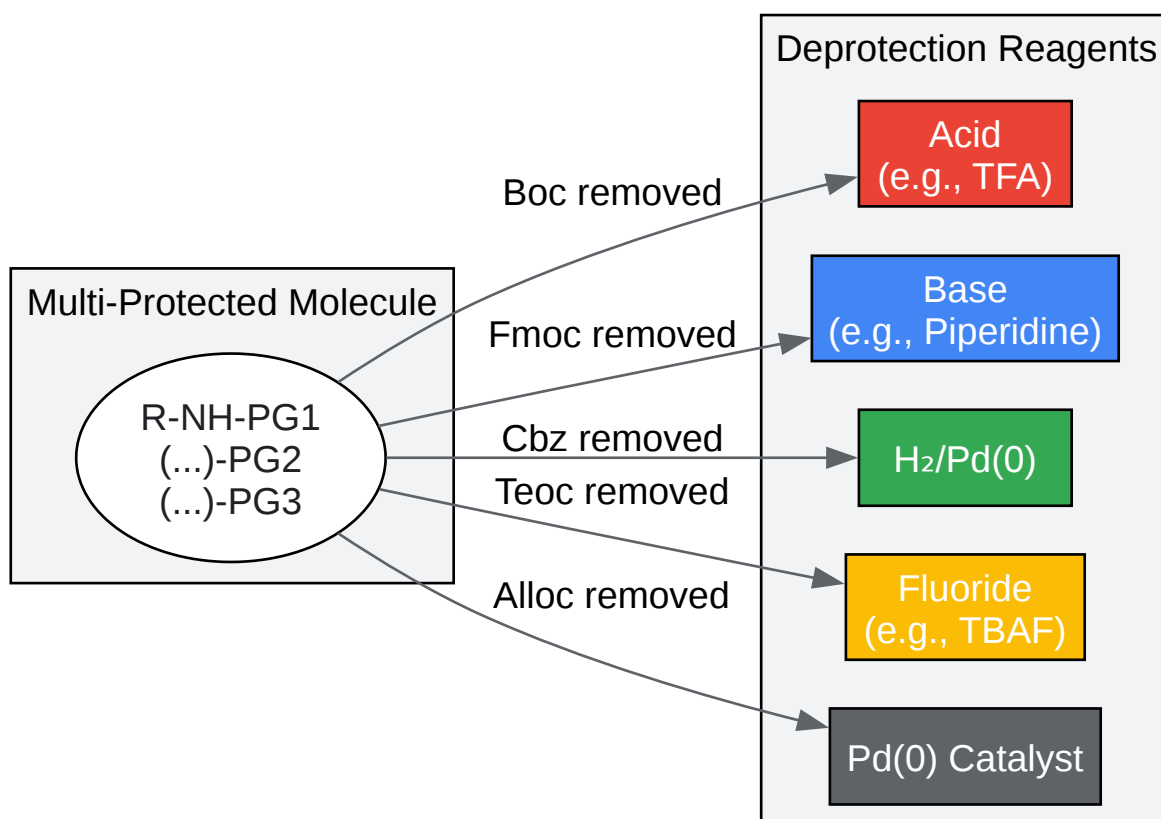 Deprotection Reagents
Acid
(e.g., TFA)
Boc removed
Base
(e.g., Piperidine)
Multi-Protected Molecule
Fmoc removed
R-NH-PG1
(...)-PG2
(...)-PG3
Cbz removed
H₂/Pd(0)
Teoc removed
Fluoride
(e.g., TBAF)
Alloc removed
Pd(0) Catalyst